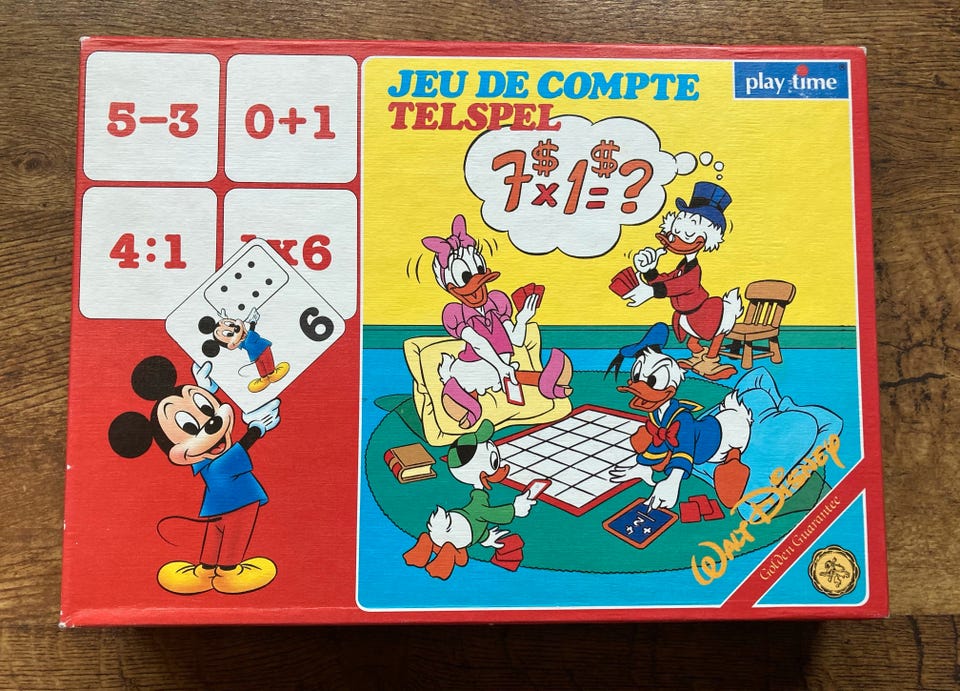 5-3
0+1
4:1
x6
6
JEU DE COMPTE
TELSPEL
play time
7$ x 1$ = ?
WALT DISNEY
Golden Guarantee